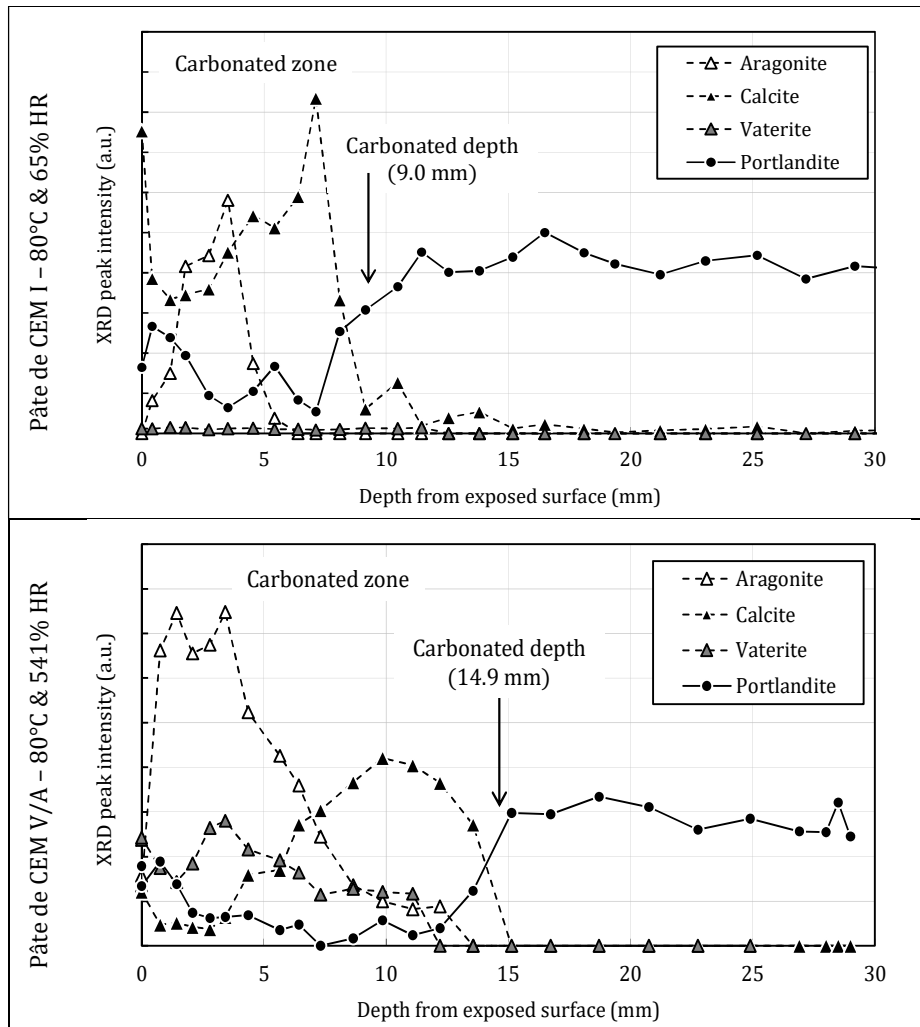 Pâte de CEM I – 80°C & 65% HR
XRD peak intensity (a.u.)
Carbonated zone
Carbonated depth
(9.0 mm)
Aragonite
Calcite
Vaterite
Portlandite
0 5 10 15 20 25 30
Depth from exposed surface (mm)
Pâte de CEM V/A – 80°C & 541% HR
XRD peak intensity (a.u.)
Carbonated zone
Carbonated depth
(14.9 mm)
Aragonite
Calcite
Vaterite
Portlandite
0 5 10 15 20 25 30
Depth from exposed surface (mm)